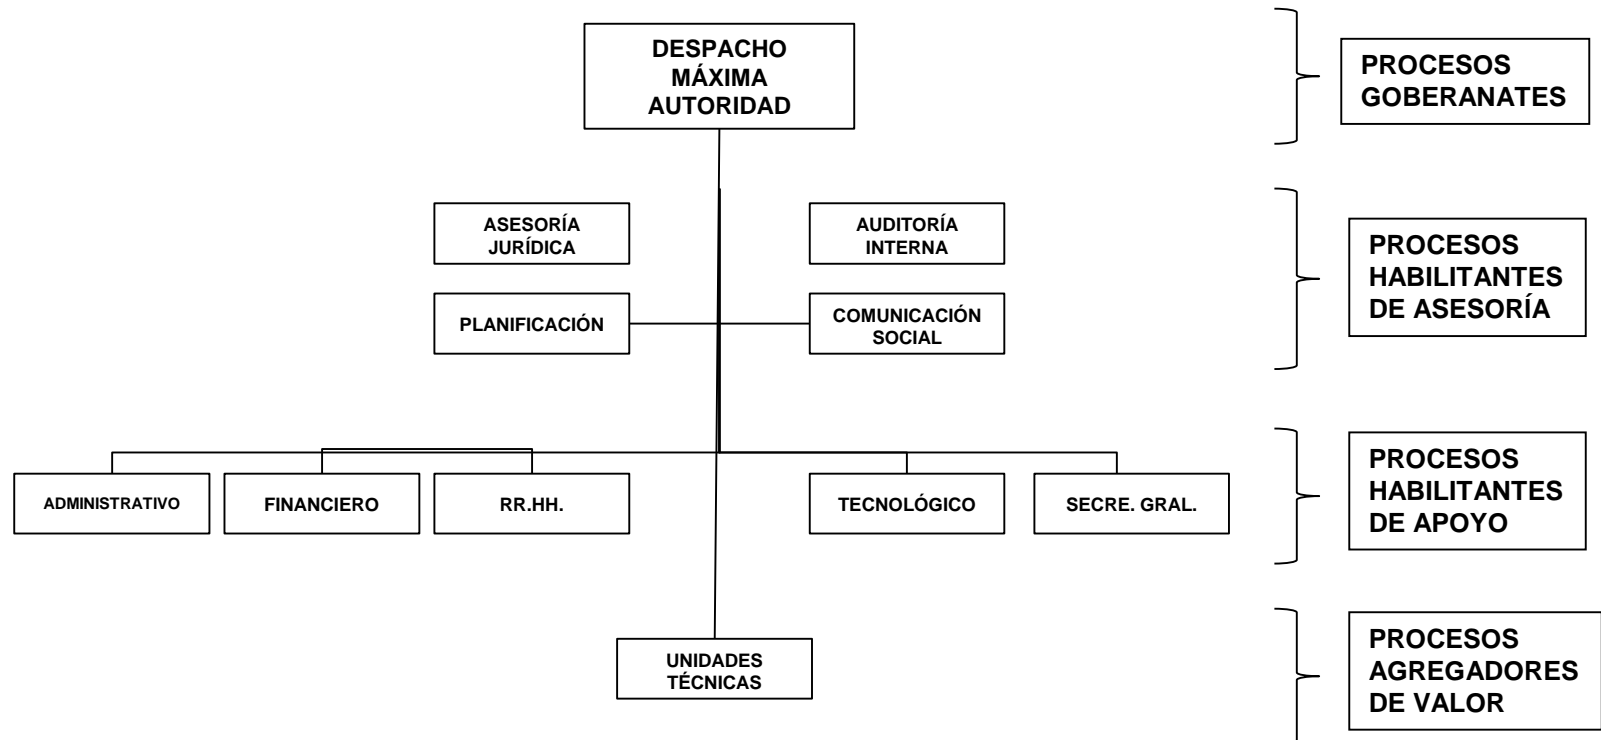 DESPACHO
MÁXIMA
AUTORIDAD
PROCESOS
GOBERANATES
ASESORÍA
JURÍDICA
AUDITORÍA
INTERNA
PLANIFICACIÓN
COMUNICACIÓN
SOCIAL
PROCESOS
HABILITANTES
DE ASESORÍA
ADMINISTRATIVO
FINANCIERO
RR.HH.
TECNOLÓGICO
SECRE. GRAL.
PROCESOS
HABILITANTES
DE APOYO
UNIDADES
TÉCNICAS
PROCESOS
AGREGADORES
DE VALOR